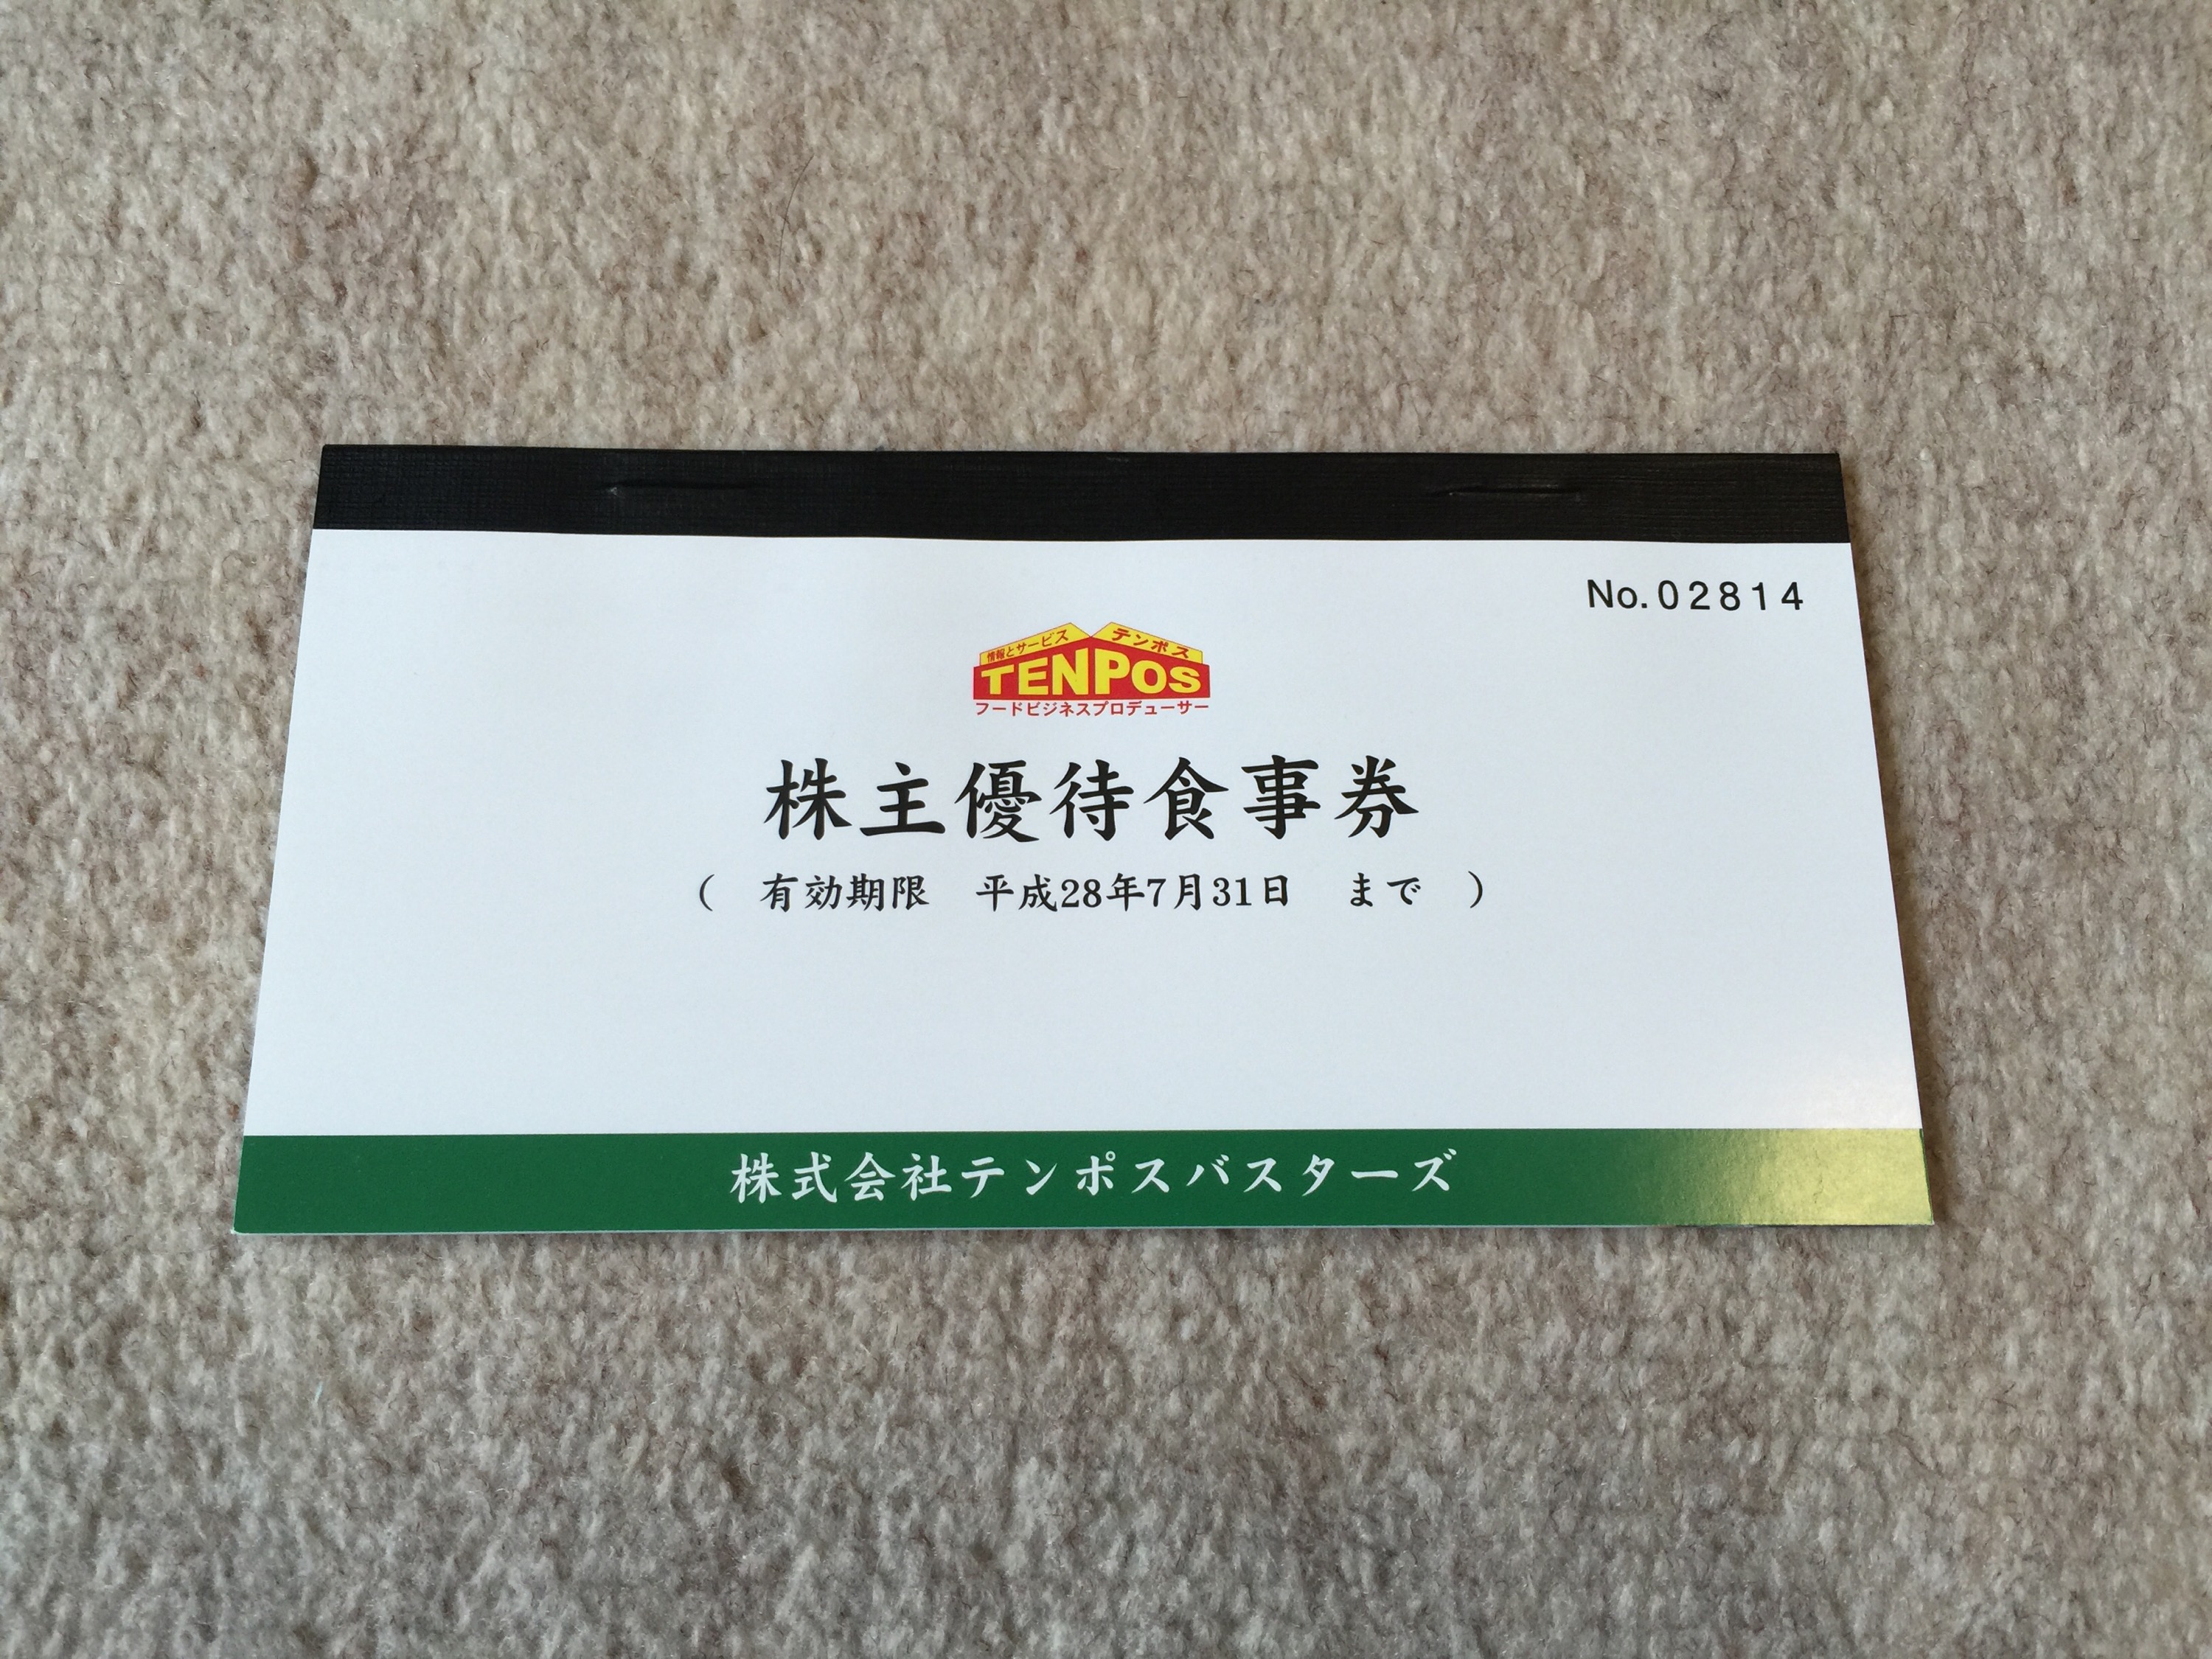 No.02814
情報とサービス テンポス
TENPOS
フードビジネスプロデューサー
株主優待食事券
( 有効期限 平成28年7月31日 まで )
株式会社テンポスバスターズ